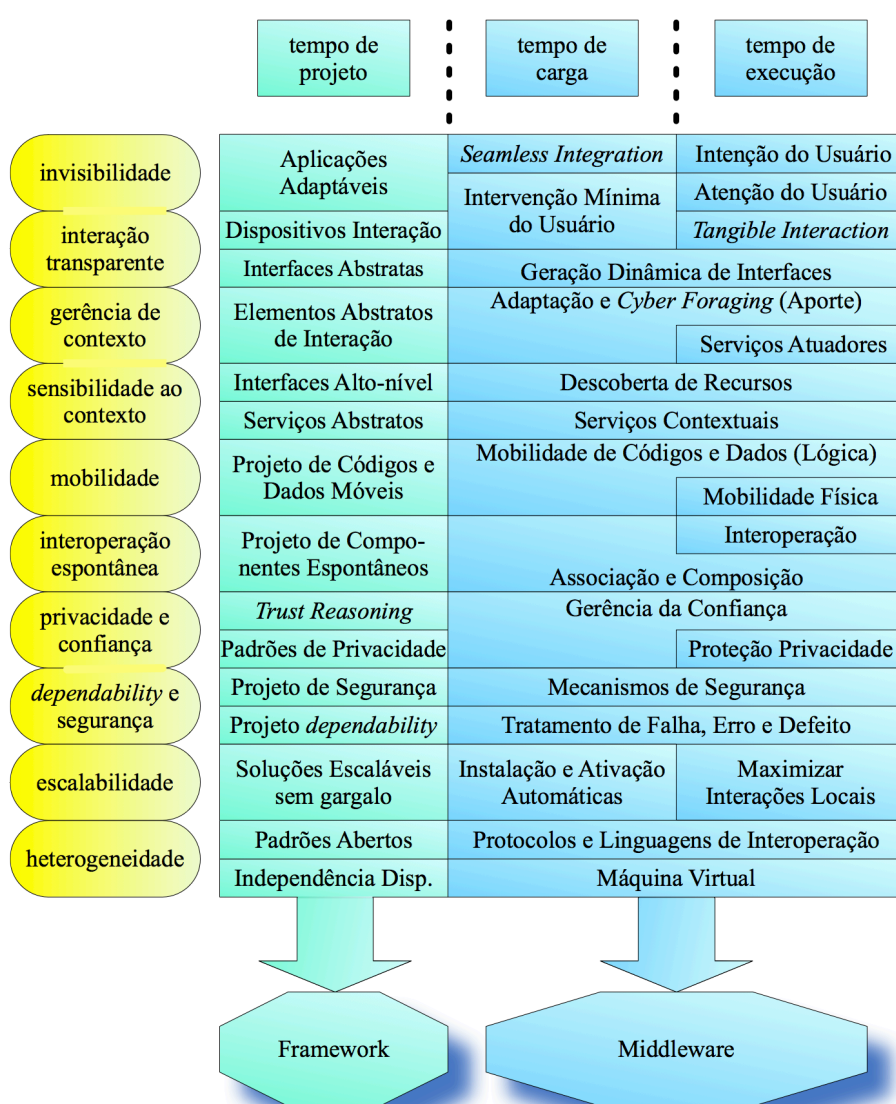 tempo de
projeto
tempo de
carga
tempo de
execução
invisibilidade
Aplicações
Adaptáveis
Seamless Integration
Intenção do Usuário
Intervenção Mínima
do Usuário
Atenção do Usuário
interação
transparente
Dispositivos Interação
Tangible Interaction
Interfaces Abstratas
Geração Dinâmica de Interfaces
gerência de
contexto
Elementos Abstratos
de Interação
Adaptação e Cyber Foraging (Aporte)
Serviços Atuadores
sensibilidade ao
contexto
Interfaces Alto-nível
Descoberta de Recursos
Serviços Abstratos
Serviços Contextuais
mobilidade
Projeto de Códigos e
Dados Móveis
Mobilidade de Códigos e Dados (Lógica)
Mobilidade Física
interoperação
espontânea
Projeto de Compo-
nentes Espontâneos
Interoperação
Associação e Composição
privacidade e
confiança
Trust Reasoning
Gerência da Confiança
Padrões de Privacidade
Proteção Privacidade
dependability e
segurança
Projeto de Segurança
Mecanismos de Segurança
Projeto dependability
Tratamento de Falha, Erro e Defeito
escalabilidade
Soluções Escaláveis
sem gargalo
Instalação e Ativação
Automáticas
Maximizar
Interações Locais
heterogeneidade
Padrões Abertos
Protocolos e Linguagens de Interoperação
Independência Disp.
Máquina Virtual
Framework
Middleware